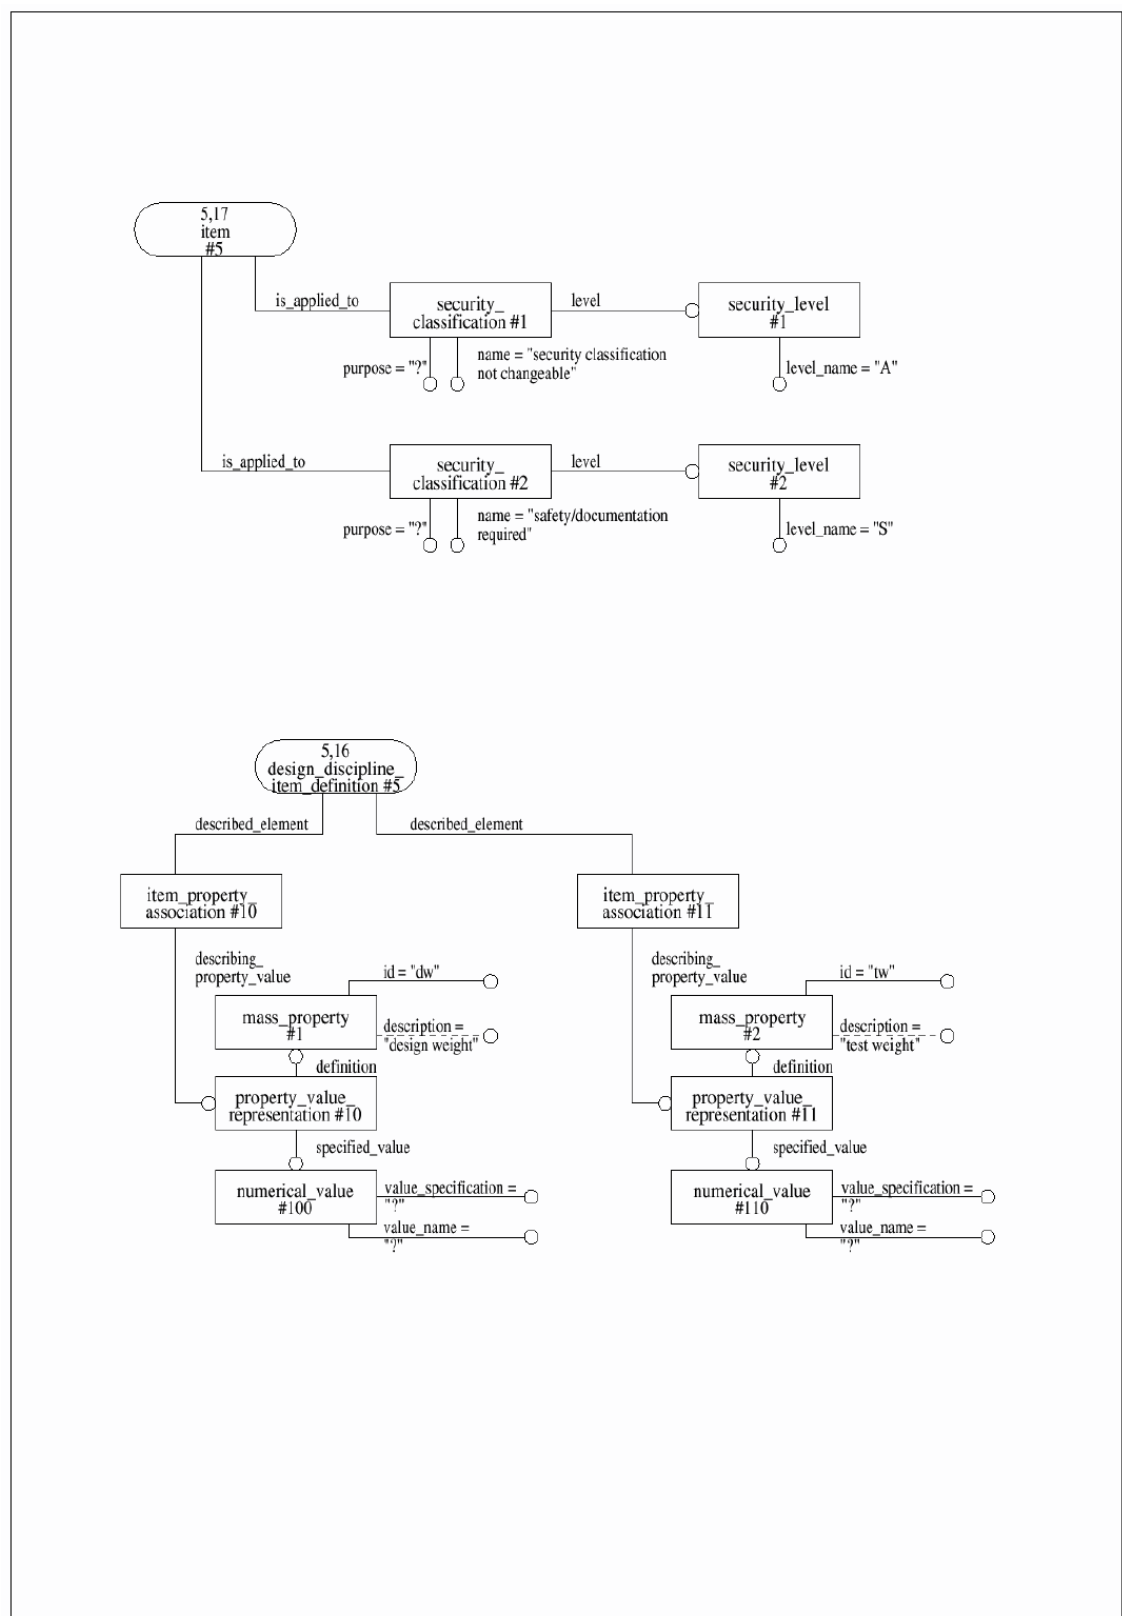 5,17
item
#5
is_applied_to
security_
classification #1
level
security_level
#1
purpose = "?"
name = "security classification
not changeable"
level_name = "A"
is_applied_to
security_
classification #2
level
security_level
#2
purpose = "?"
name = "safety/documentation
required"
level_name = "S"
5,16
design_discipline_
item_definition #5
described_element
described_element
item_property_
association #10
item_property_
association #11
describing_
property_value
id = "dw"
mass_property
#1
description =
"design weight"
definition
property_value_
representation #10
specified_value
numerical_value
#100
value_specification =
"?"
value_name =
"?"
describing_
property_value
id = "tw"
mass_property
#2
description =
"test weight"
definition
property_value_
representation #11
specified_value
numerical_value
#110
value_specification =
"?"
value_name =
"?"